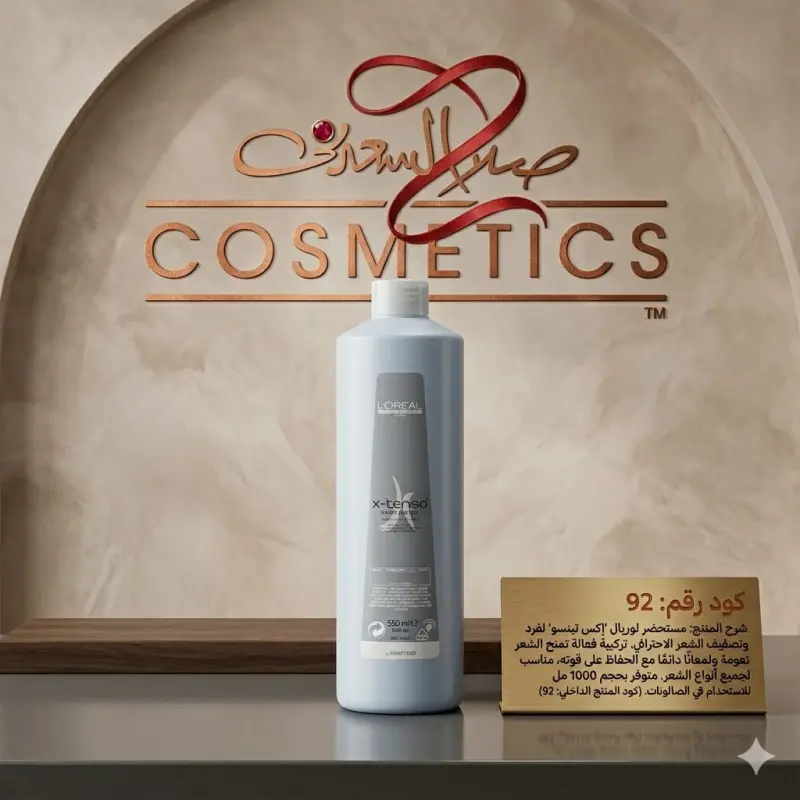 صلاح السعدني
COSMETICS
TM
L'ORÉAL
x-tenso
550 ml
كود رقم: 92
شرح المنتج: مستحضر لوريال 'إكس تينسو' لفرد
وتصفيف الشعر الاحترافي. تركيبة فعالة تمنح الشعر
نعومة ولمعانًا دائمًا مع الحفاظ على قوته، مناسب
لجميع أنواع الشعر. متوفر بحجم 1000 مل
للاستخدام في الصالونات. (كود المنتج الداخلي: 92)